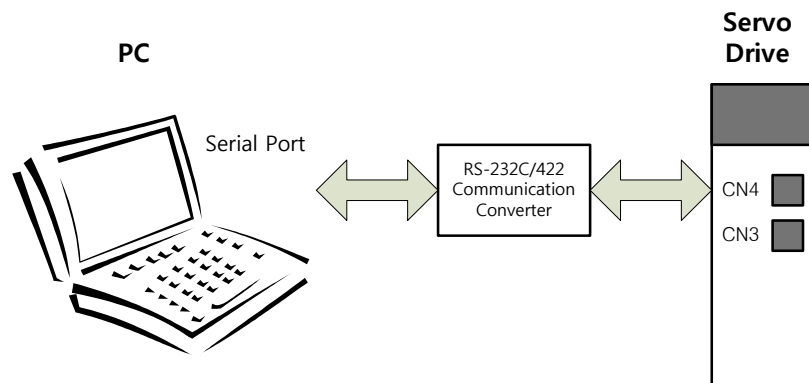 PC
Servo
Drive
Serial Port
RS-232C/422
Communication
Converter
CN4
CN3